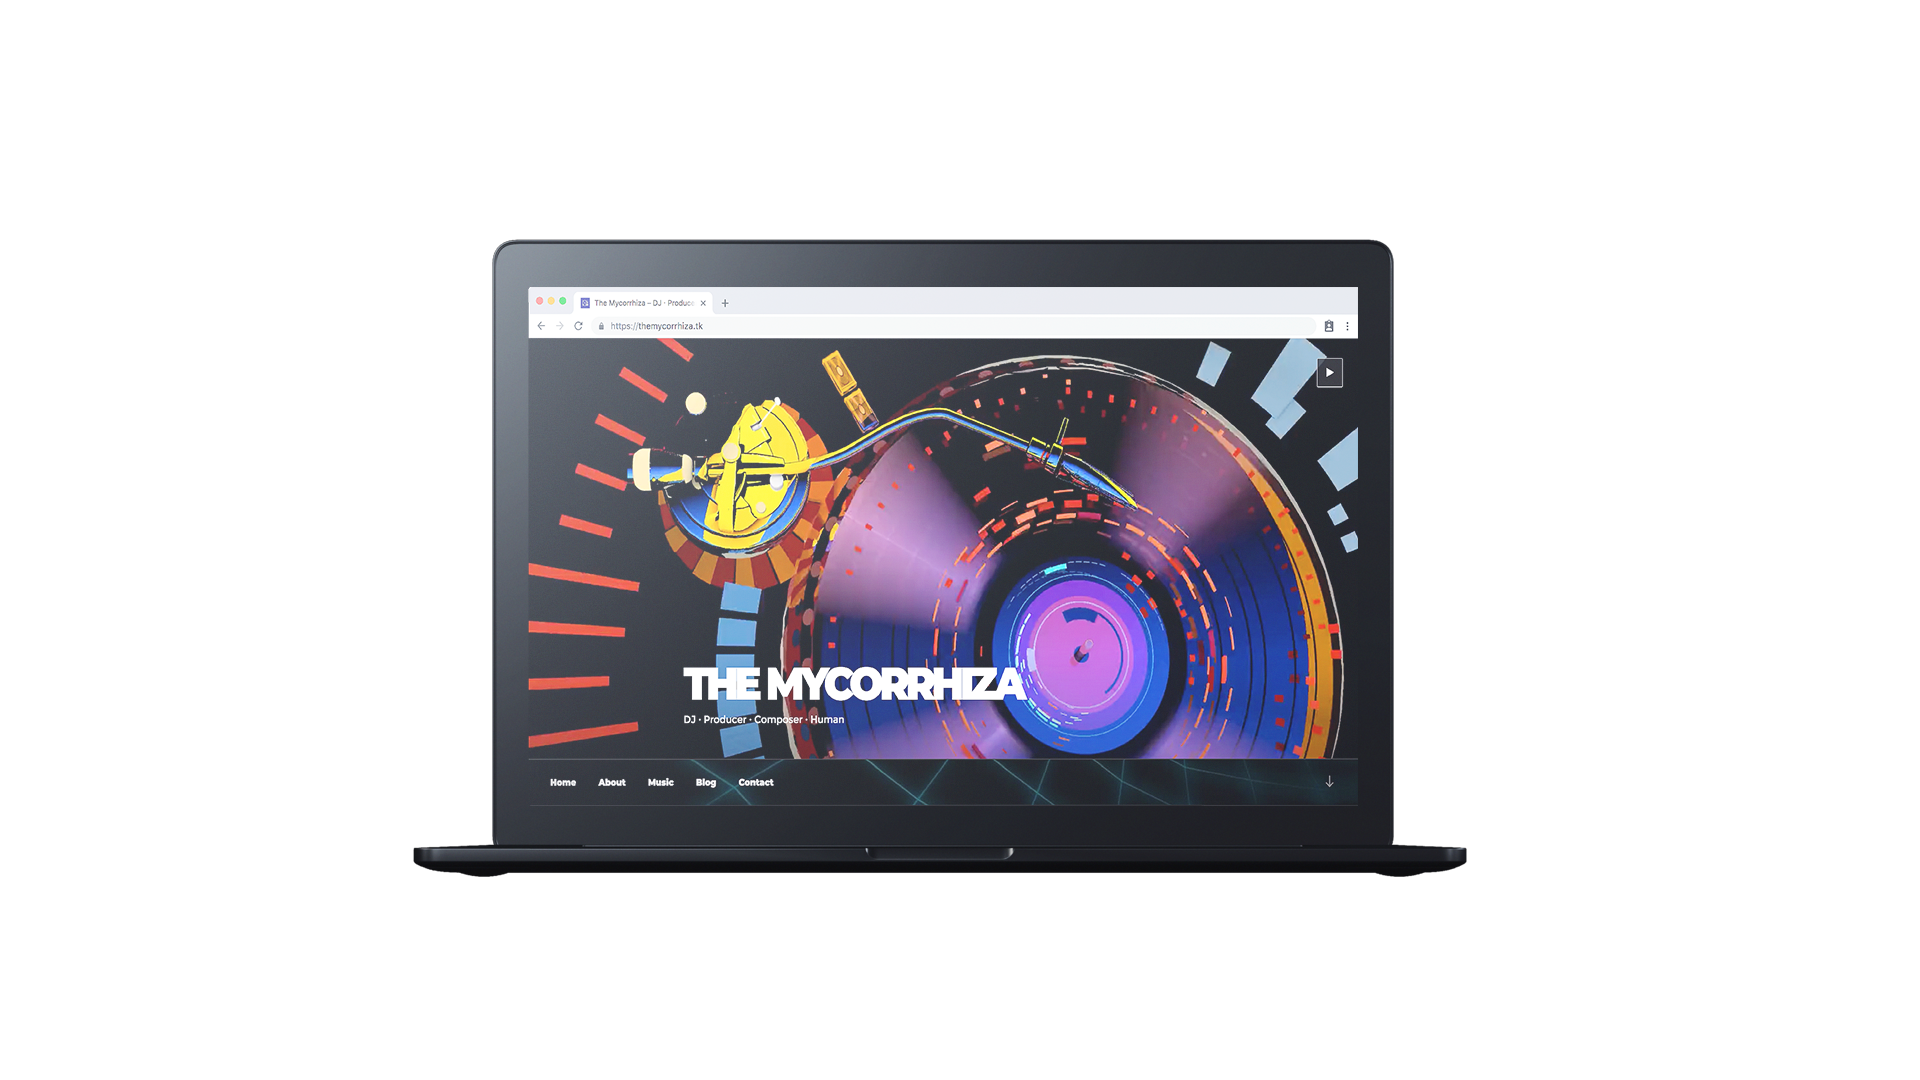 The Mycorrhiza – DJ · Produce
https://themycorrhiza.tk
THE MYCORRHIZA
DJ · Producer · Composer · Human
Home About Music Blog Contact